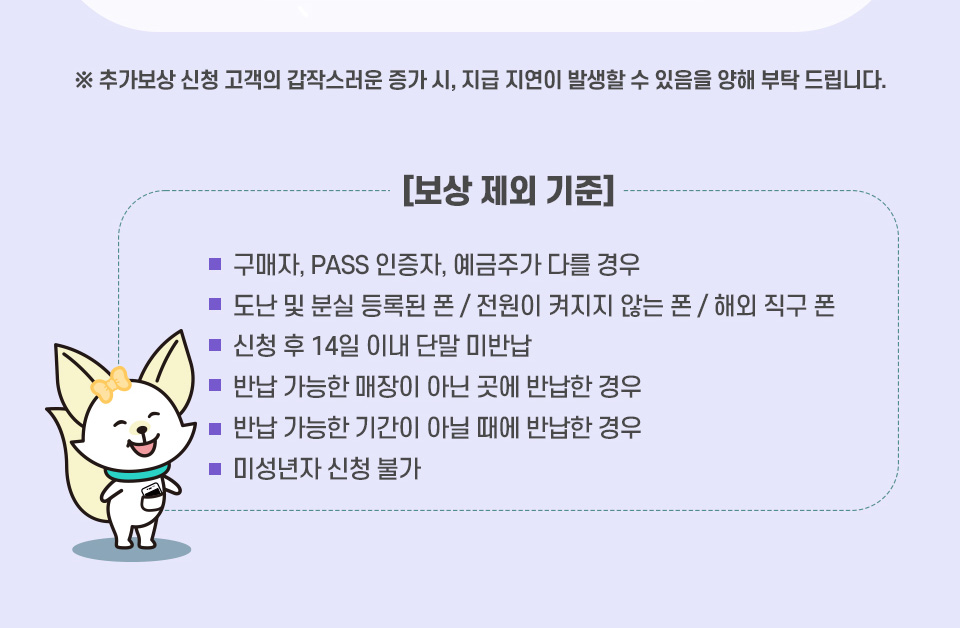 ※ 추가보상 신청 고객의 갑작스러운 증가 시, 지급 지연이 발생할 수 있음을 양해 부탁 드립니다.
[보상 제외 기준]
■ 구매자, PASS 인증자, 예금주가 다를 경우
■ 도난 및 분실 등록된 폰 / 전원이 켜지지 않는 폰 / 해외 직구 폰
■ 신청 후 14일 이내 단말 미반납
■ 반납 가능한 매장이 아닌 곳에 반납한 경우
■ 반납 가능한 기간이 아닐 때에 반납한 경우
■ 미성년자 신청 불가